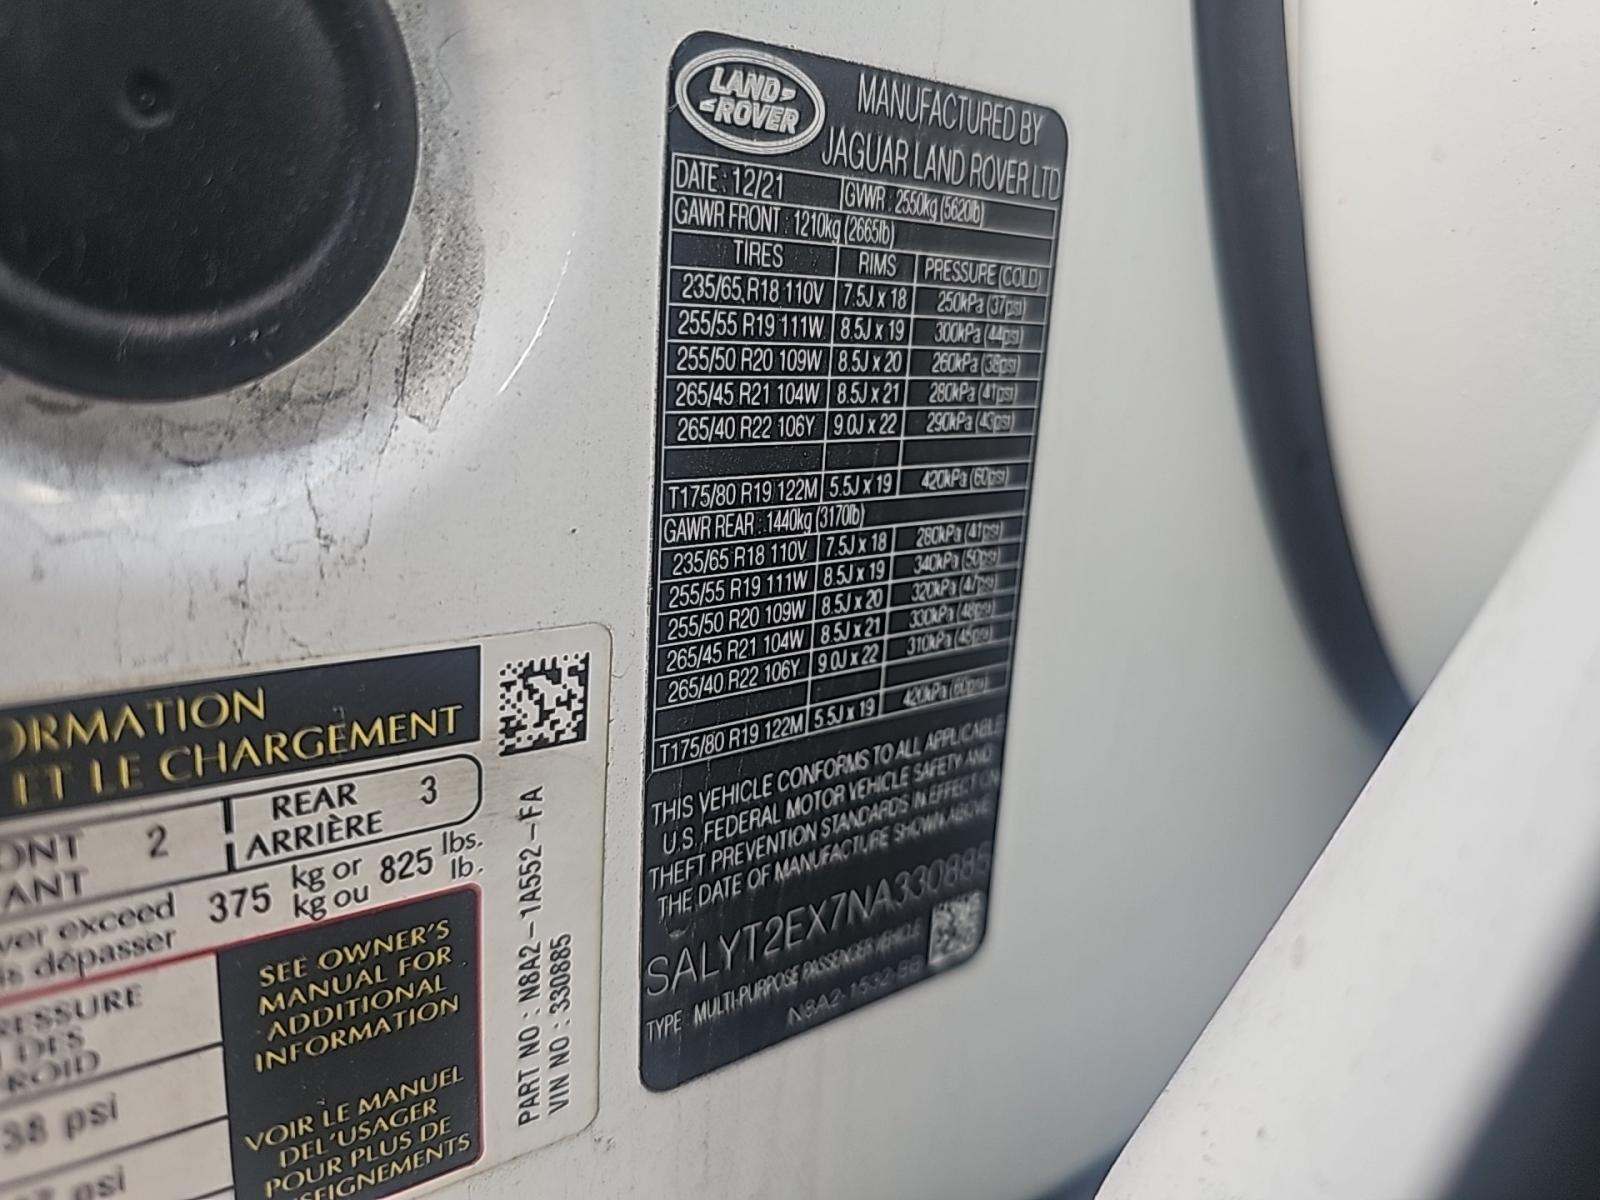 LAND ROVER
MANUFACTURED BY
JAGUAR LAND ROVER LTD
DATE : 12/21 GVWR : 2550kg (5620lb)
GAWR FRONT : 1210kg (2665lb)
TIRES RIMS PRESSURE (COLD)
235/65 R18 110V 7.5J x 18 250kPa (37psi)
255/55 R19 111W 8.5J x 19 300kPa (44psi)
255/50 R20 109W 8.5J x 20 260kPa (38psi)
265/45 R21 104W 8.5J x 21 280kPa (41psi)
265/40 R22 106Y 9.0J x 22 290kPa (43psi)
T175/80 R19 122M 5.5J x 19 420kPa (60psi)
GAWR REAR : 1440kg (3170lb)
235/65 R18 110V 7.5J x 18 280kPa (41psi)
255/55 R19 111W 8.5J x 19 340kPa (50psi)
255/50 R20 109W 8.5J x 20 320kPa (47psi)
265/45 R21 104W 8.5J x 21 330kPa (48psi)
265/40 R22 106Y 9.0J x 22 310kPa (45psi)
T175/80 R19 122M 5.5J x 19 420kPa (60psi)
THIS VEHICLE CONFORMS TO ALL APPLICABLE
U.S. FEDERAL MOTOR VEHICLE SAFETY AND
THEFT PREVENTION STANDARDS IN EFFECT ON
THE DATE OF MANUFACTURE SHOWN ABOVE
SALYT2EX7NA330885
TYPE MULTI-PURPOSE PASSENGER VEHICLE
ORMATION
ET LE CHARGEMENT
ONT 2 REAR 3
ANT ARRIÈRE
ver exceed 375 kg or 825 lbs.
dépasser kg ou lb.
RESSURE
DES
ROID
38 psi
psi
SEE OWNER'S
MANUAL FOR
ADDITIONAL
INFORMATION
VOIR LE MANUEL
DEL'USAGER
POUR PLUS DE
SEIGNEMENTS
PART NO : N8A2-1A552-FA
VIN NO : 330885